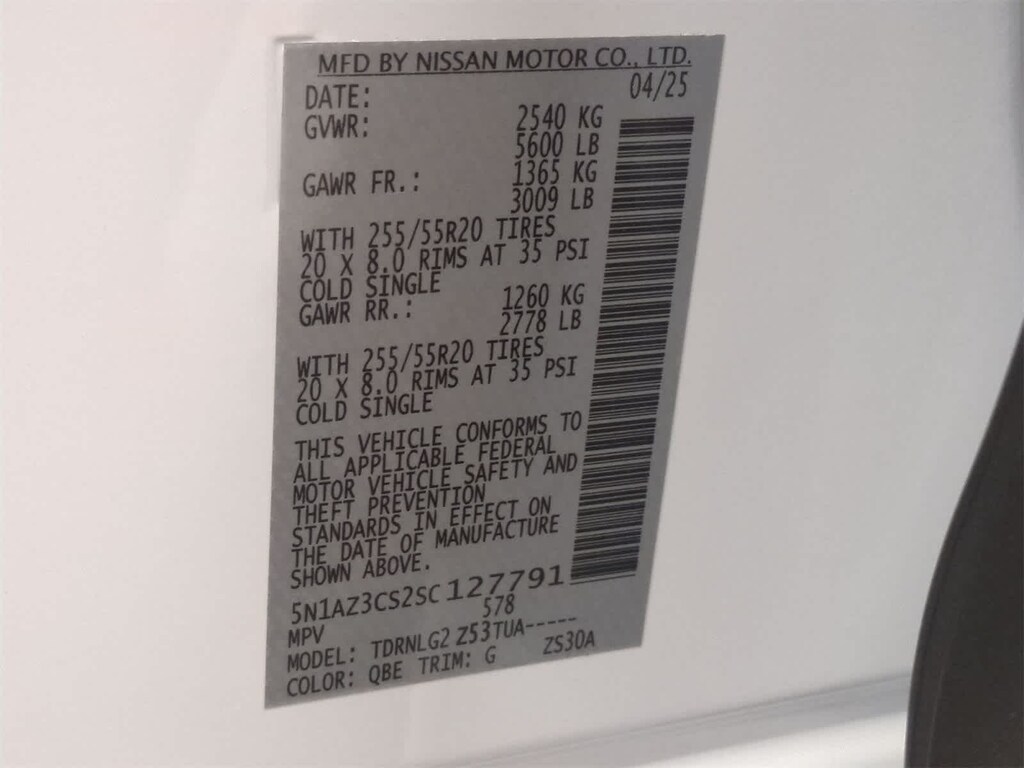 MFD BY NISSAN MOTOR CO., LTD.
DATE: 04/25
GVWR: 2540 KG
5600 LB
GAWR FR.: 1365 KG
3009 LB
WITH 255/55R20 TIRES
20 X 8.0 RIMS AT 35 PSI
COLD SINGLE
GAWR RR.: 1260 KG
2778 LB
WITH 255/55R20 TIRES
20 X 8.0 RIMS AT 35 PSI
COLD SINGLE
THIS VEHICLE CONFORMS TO
ALL APPLICABLE FEDERAL
MOTOR VEHICLE SAFETY AND
THEFT PREVENTION
STANDARDS IN EFFECT ON
THE DATE OF MANUFACTURE
SHOWN ABOVE.
5N1AZ3CS2SC127791
MPV 578
MODEL: TDRNLG2 Z53TUA-----
COLOR: QBE TRIM: G ZS30A